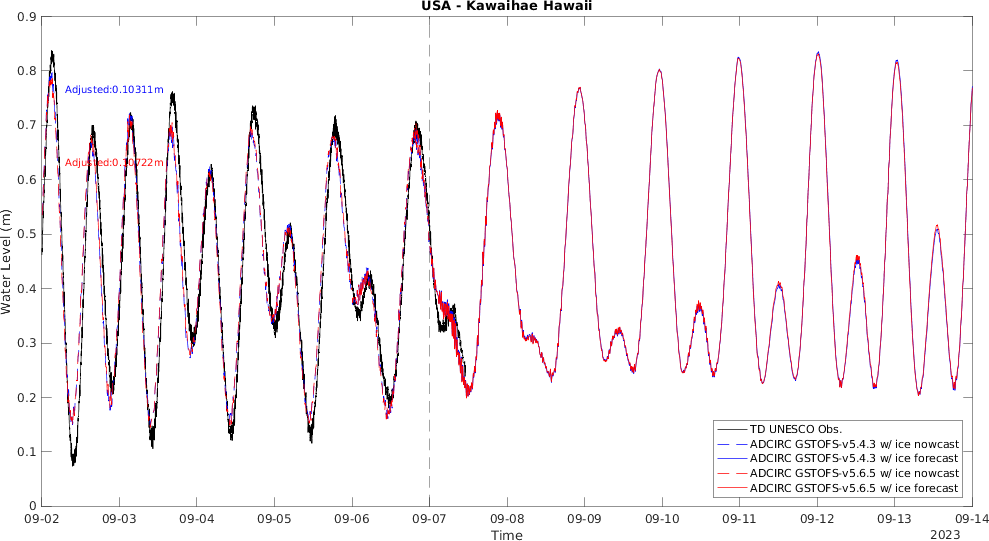 USA - Kawaihae Hawaii
0.9
0.8
0.7
0.6
0.5
0.4
0.3
0.2
0.1
0
Water Level (m)
Adjusted:0.10311m
Adjusted:0.10722m
TD UNESCO Obs.
ADCIRC GSTOFS-v5.4.3 w/ ice nowcast
ADCIRC GSTOFS-v5.4.3 w/ ice forecast
ADCIRC GSTOFS-v5.6.5 w/ ice nowcast
ADCIRC GSTOFS-v5.6.5 w/ ice forecast
09-02 09-03 09-04 09-05 09-06 09-07 09-08 09-09 09-10 09-11 09-12 09-13 09-14
Time
2023